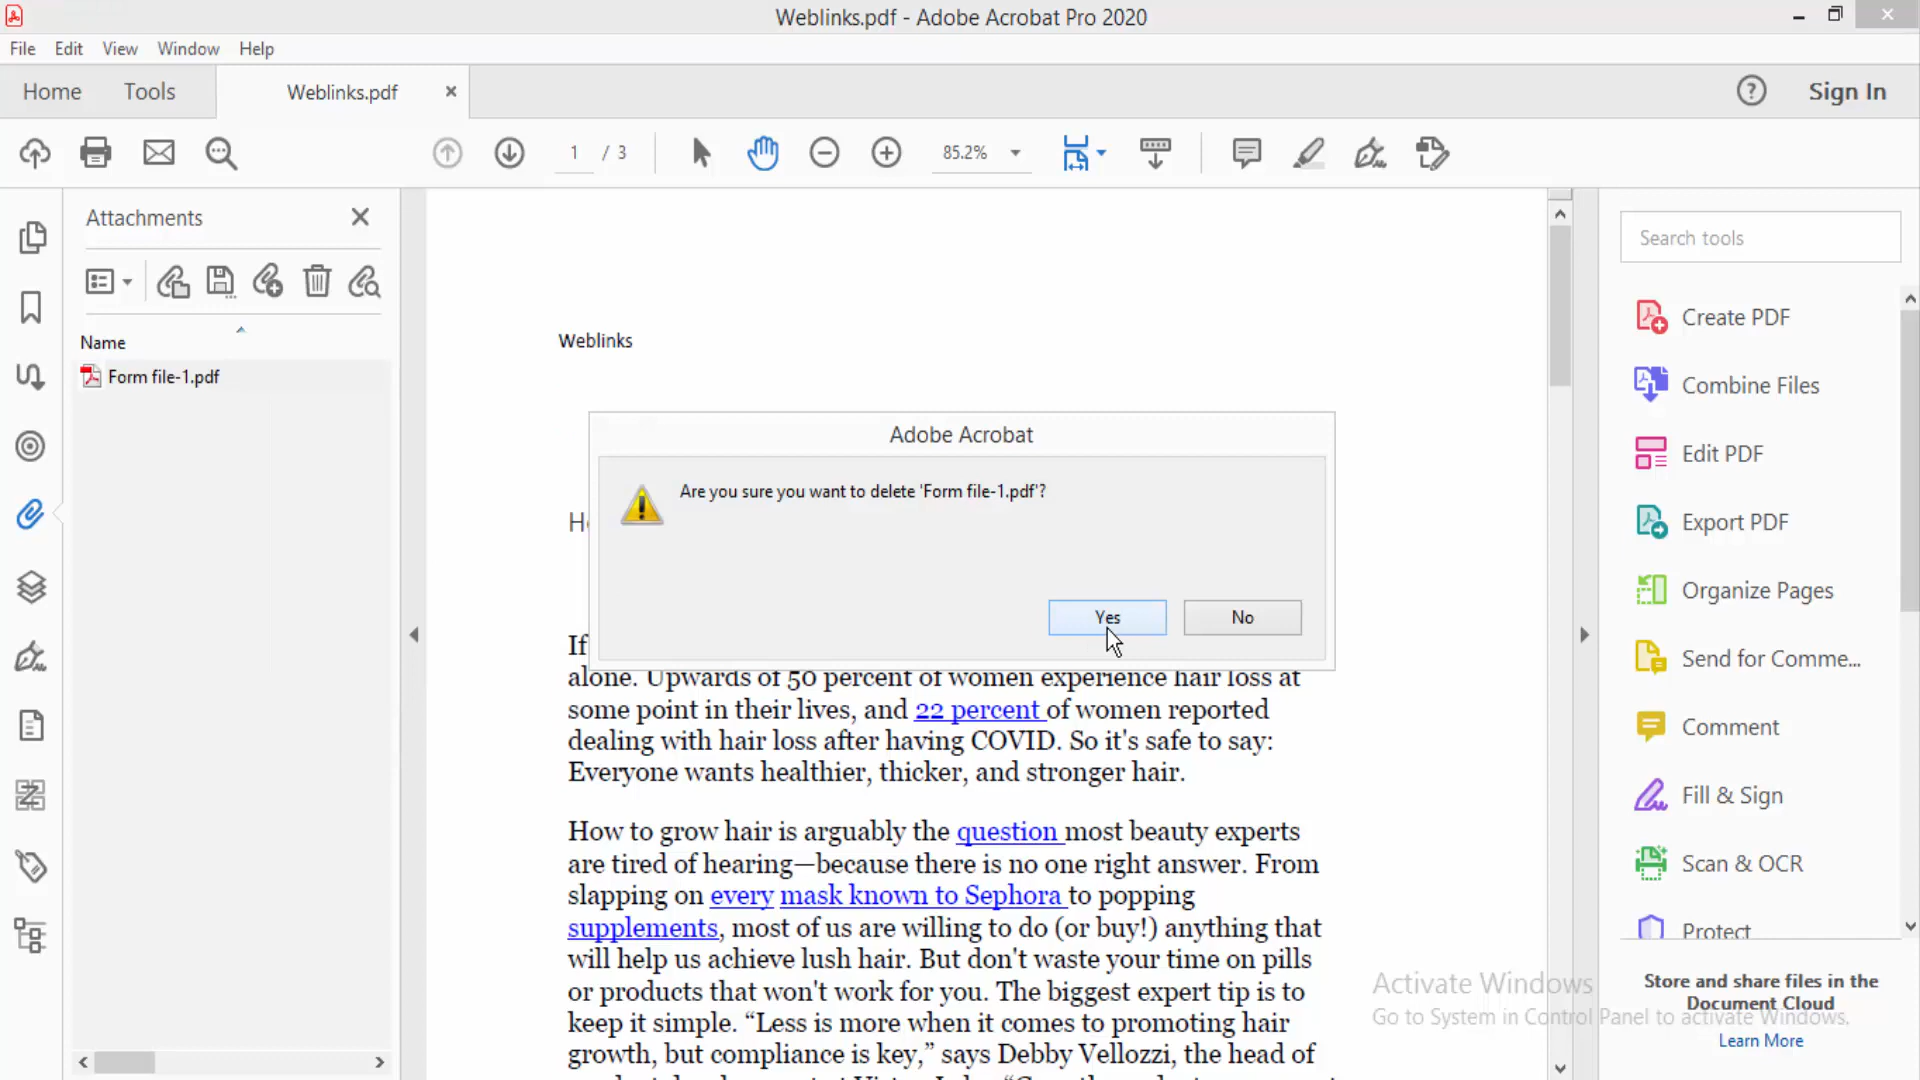 Weblinks.pdf - Adobe Acrobat Pro 2020
File Edit View Window Help
Home Tools Weblinks.pdf Sign In
1 / 3 85.2%
Attachments
Name
Form file-1.pdf
Weblinks
Adobe Acrobat
Are you sure you want to delete 'Form file-1.pdf'?
Yes No
If
alone. Upwards of 50 percent of women experience hair loss at
some point in their lives, and 22 percent of women reported
dealing with hair loss after having COVID. So it's safe to say:
Everyone wants healthier, thicker, and stronger hair.
How to grow hair is arguably the question most beauty experts
are tired of hearing—because there is no one right answer. From
slapping on every mask known to Sephora to popping
supplements, most of us are willing to do (or buy!) anything that
will help us achieve lush hair. But don't waste your time on pills
or products that won't work for you. The biggest expert tip is to
keep it simple. “Less is more when it comes to promoting hair
growth, but compliance is key,” says Debby Vellozzi, the head of
Search tools
Create PDF
Combine Files
Edit PDF
Export PDF
Organize Pages
Send for Comme...
Comment
Fill & Sign
Scan & OCR
Protect
Store and share files in the
Document Cloud
Learn More
Activate Windows
Go to System in Control Panel to activate Windows.